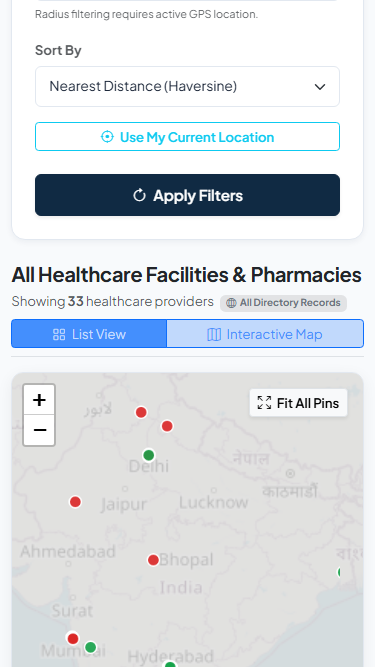 Radius filtering requires active GPS location.
Sort By
Nearest Distance (Haversine)
Use My Current Location
Apply Filters
All Healthcare Facilities & Pharmacies
Showing 33 healthcare providers All Directory Records
List View Interactive Map
+
−
Fit All Pins
لاہور
Delhi
नेपाल
काठमाडौं
Jaipur Lucknow
Ahmedabad
Bhopal
India
Surat
Mumbai
Hyderabad